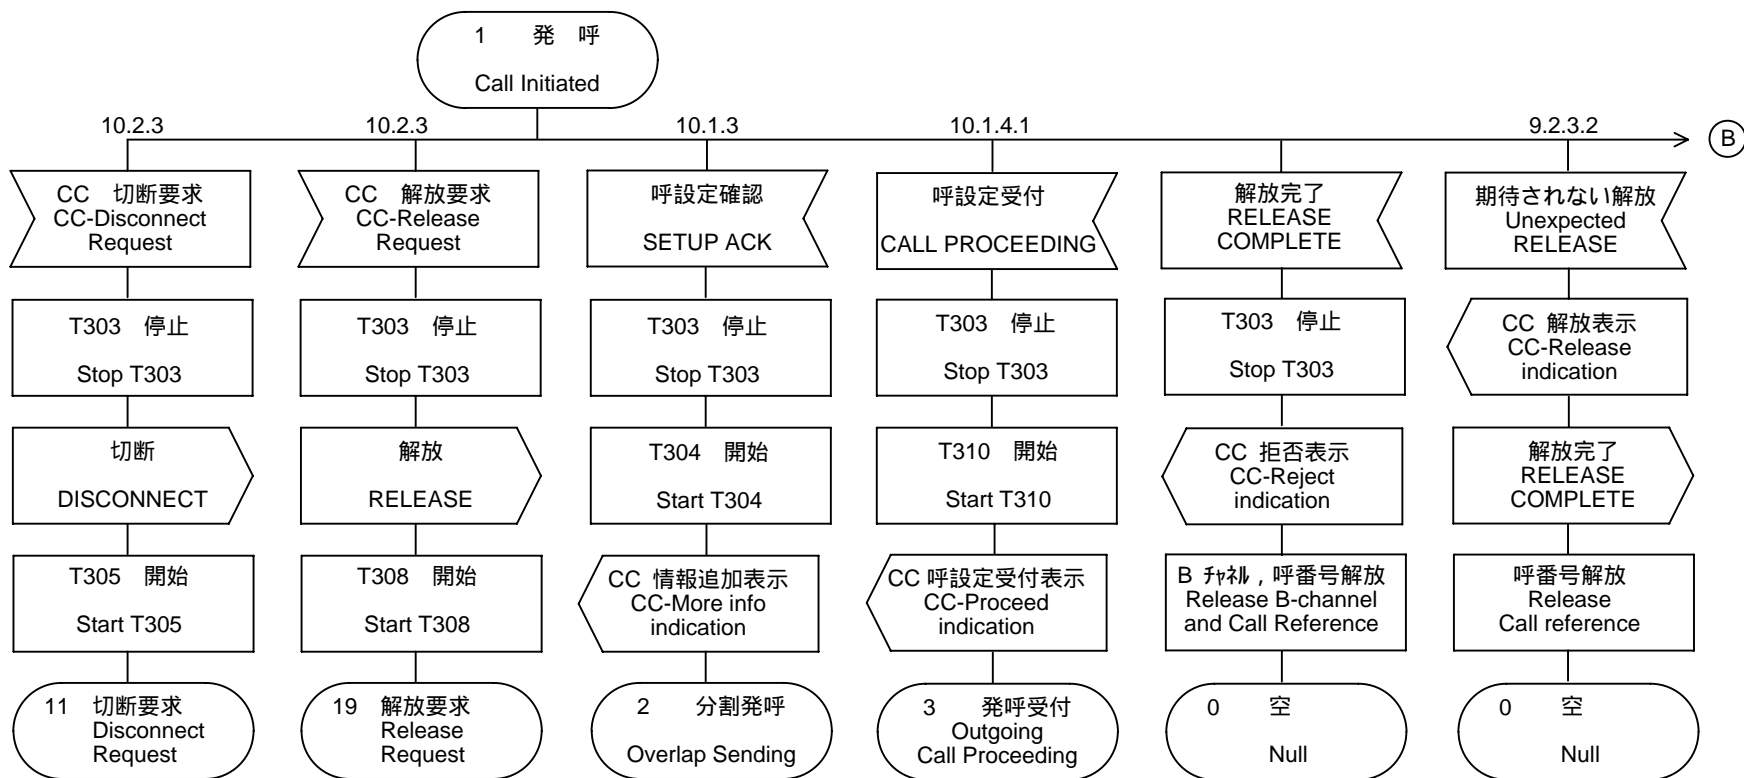 1 発 呼
Call Initiated
10.2.3
10.2.3
10.1.3
10.1.4.1
9.2.3.2
B
CC 切断要求
CC-Disconnect
Request
T303 停止
Stop T303
切断
DISCONNECT
T305 開始
Start T305
11 切断要求
Disconnect
Request
CC 解放要求
CC-Release
Request
T303 停止
Stop T303
解放
RELEASE
T308 開始
Start T308
19 解放要求
Release
Request
呼設定確認
SETUP ACK
T303 停止
Stop T303
T304 開始
Start T304
CC 情報追加表示
CC-More info
indication
2 分割発呼
Overlap Sending
呼設定受付
CALL PROCEEDING
T303 停止
Stop T303
T310 開始
Start T310
CC 呼設定受付表示
CC-Proceed
indication
3 発呼受付
Outgoing
Call Proceeding
解放完了
RELEASE
COMPLETE
T303 停止
Stop T303
CC 拒否表示
CC-Reject
indication
B ﾁｬﾈﾙ , 呼番号解放
Release B-channel
and Call Reference
0 空
Null
期待されない解放
Unexpected
RELEASE
CC 解放表示
CC-Release
indication
解放完了
RELEASE
COMPLETE
呼番号解放
Release
Call reference
0 空
Null